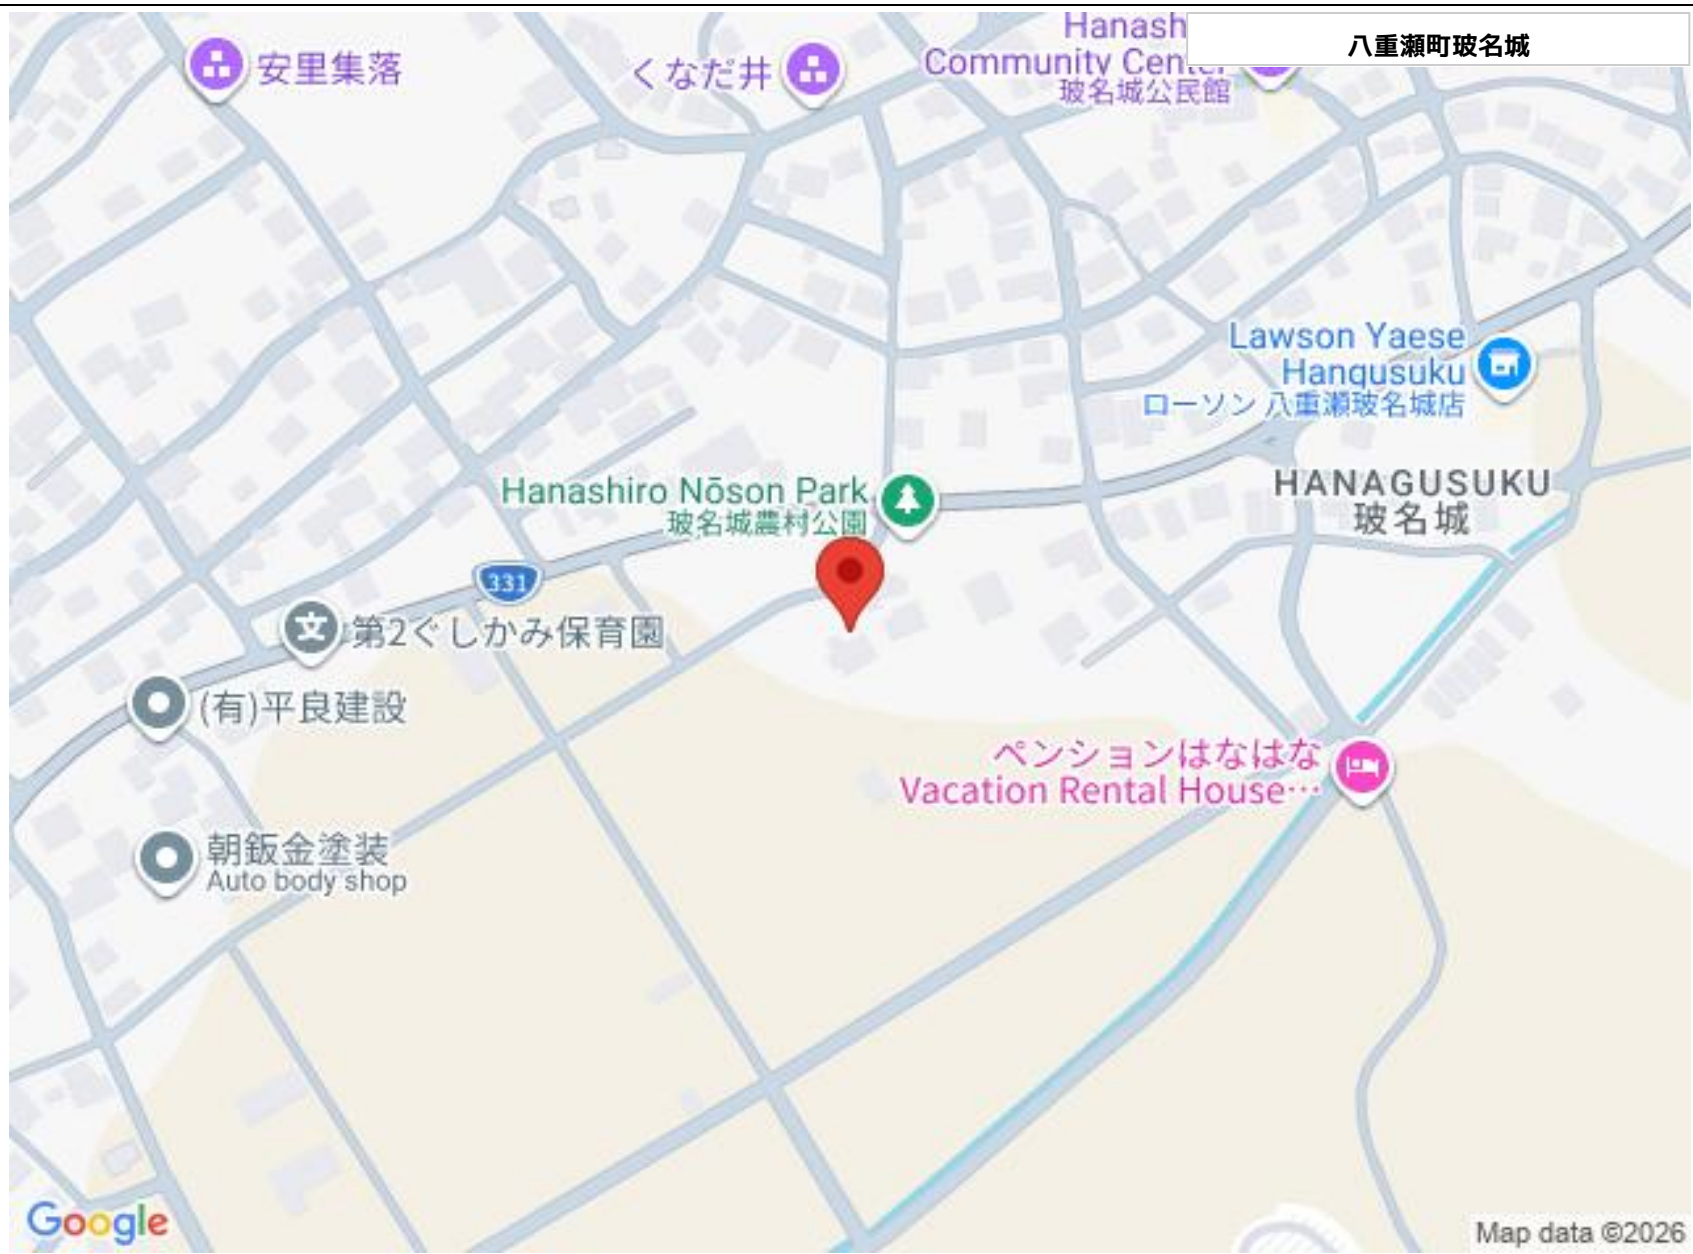 八重瀬町玻名城
Hanash
Community Center
玻名城公民館
安里集落
くなだ井
Lawson Yaese
Hangusuku
ローソン 八重瀬玻名城店
HANAGUSUKU
玻名城
Hanashiro Nōson Park
玻名城農村公園
331
第2ぐしかみ保育園
(有)平良建設
ペンションはなはな
Vacation Rental House…
朝鈑金塗装
Auto body shop
Google
Map data ©2026